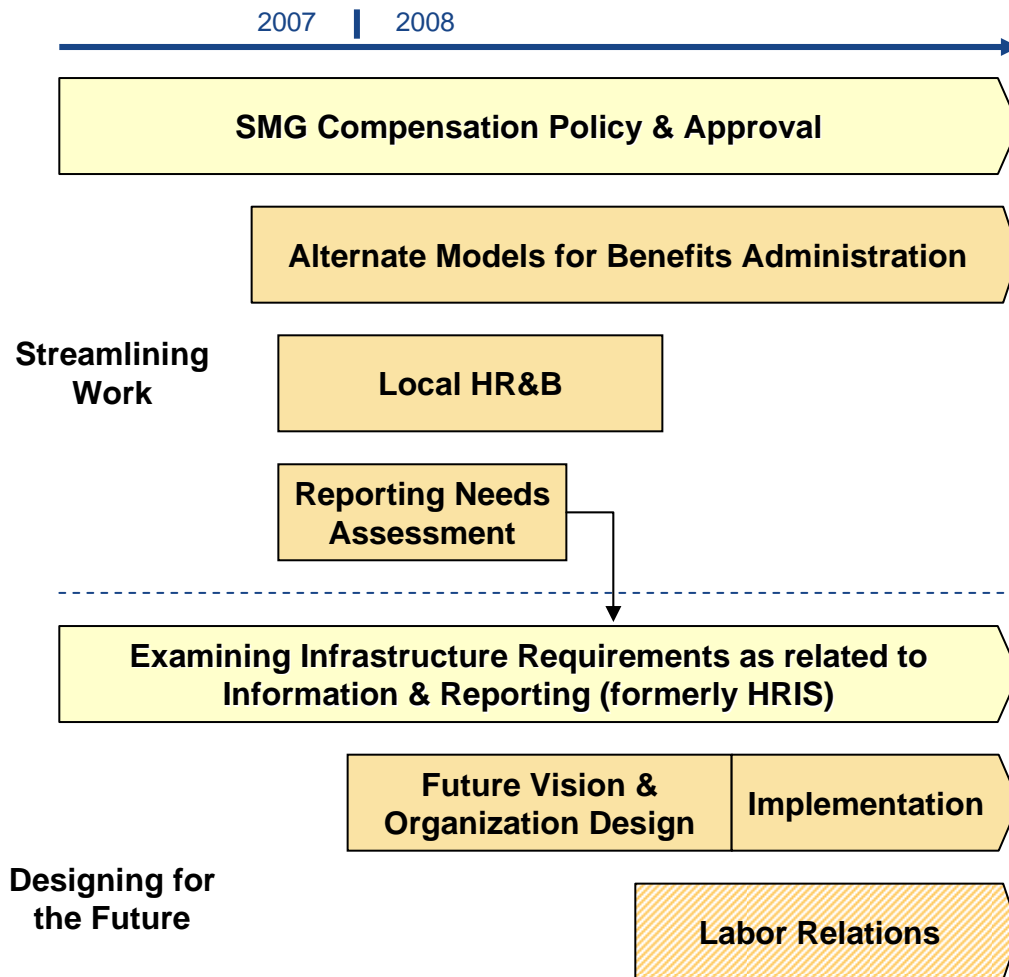 2007 2008
SMG Compensation Policy & Approval
Alternate Models for Benefits Administration
Streamlining
Work
Local HR&B
Reporting Needs
Assessment
Examining Infrastructure Requirements as related to
Information & Reporting (formerly HRIS)
Future Vision &
Organization Design
Implementation
Designing for
the Future
Labor Relations